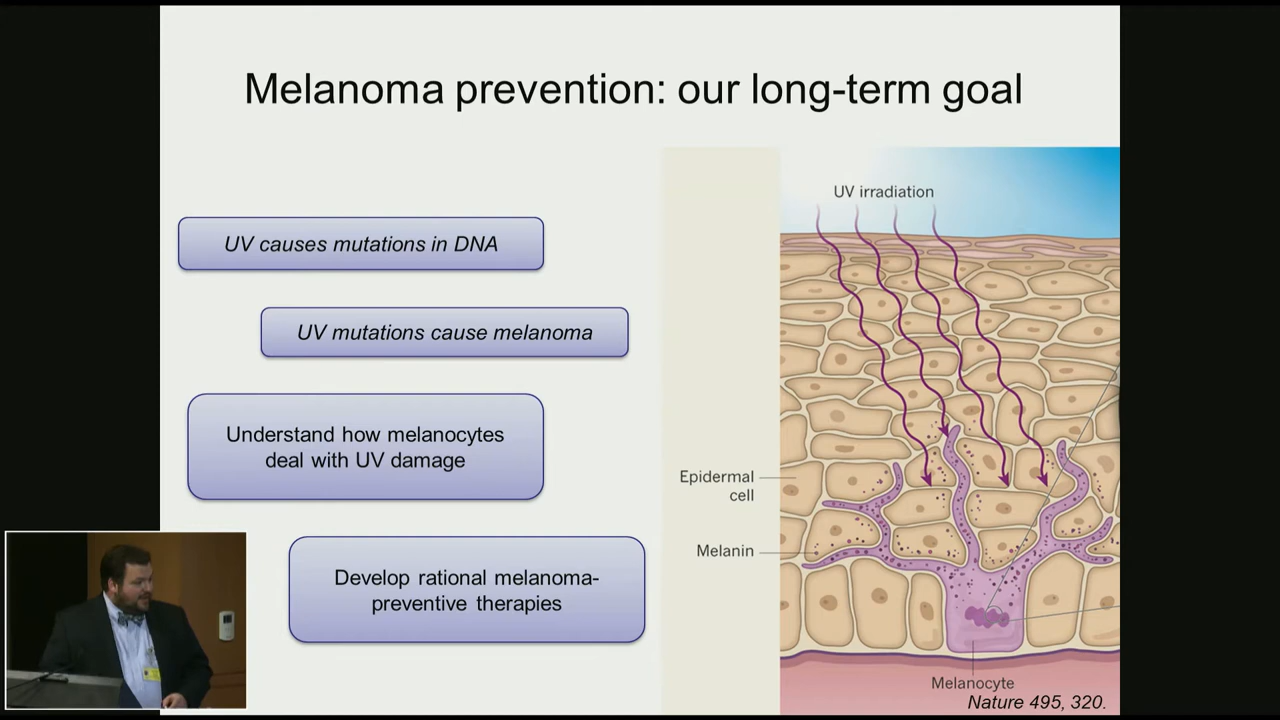 Melanoma prevention: our long-term goal
UV causes mutations in DNA
UV mutations cause melanoma
Understand how melanocytes
deal with UV damage
Develop rational melanoma-
preventive therapies
UV irradiation
Epidermal
cell
Melanin
Melanocyte
Nature 495, 320.